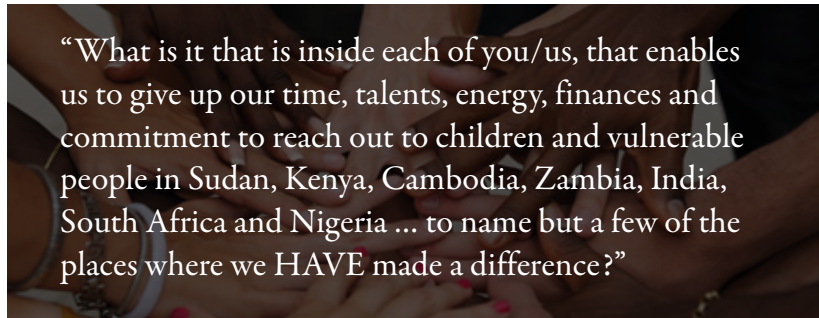 “What is it that is inside each of you/us, that enables
us to give up our time, talents, energy, finances and
commitment to reach out to children and vulnerable
people in Sudan, Kenya, Cambodia, Zambia, India,
South Africa and Nigeria ... to name but a few of the
places where we HAVE made a difference?”